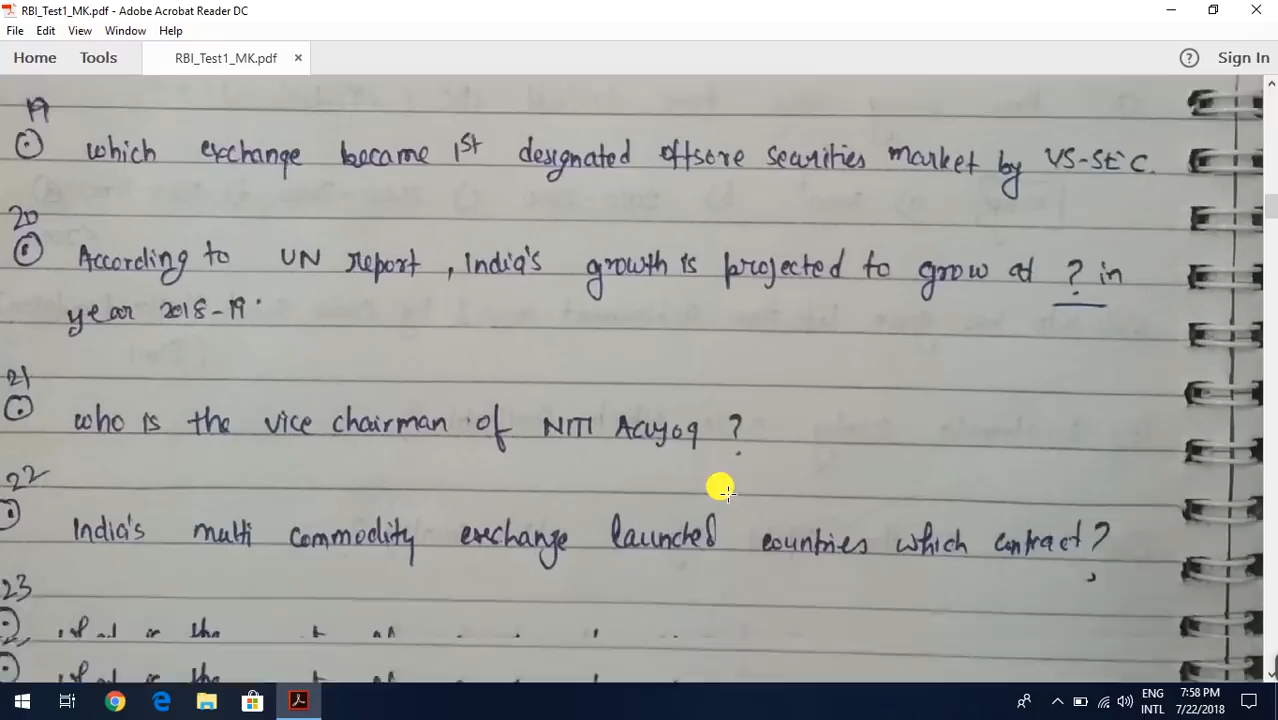 RBI_Test1_MK.pdf - Adobe Acrobat Reader DC
File Edit View Window Help
Home Tools RBI_Test1_MK.pdf × ? Sign In
19
which exchange became 1st designated offsore securities market by US-SEC.
20
According to UN report, India's growth is projected to grow at ? in
year 2018-19.
21
who is the vice chairman of NITI Aayog ?
22
India's multi commodity exchange launched countries which contract?
23
the
the
ENG 7:58 PM
INTL 7/22/2018